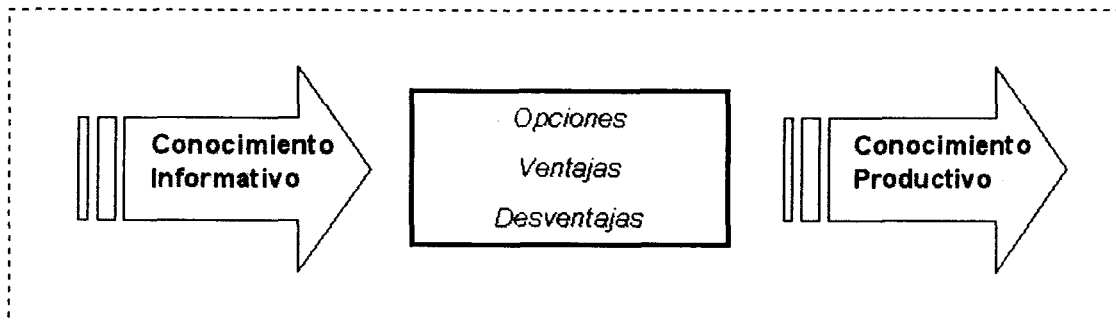 Conocimiento
Informativo
Opciones
Ventajas
Desventajas
Conocimiento
Productivo